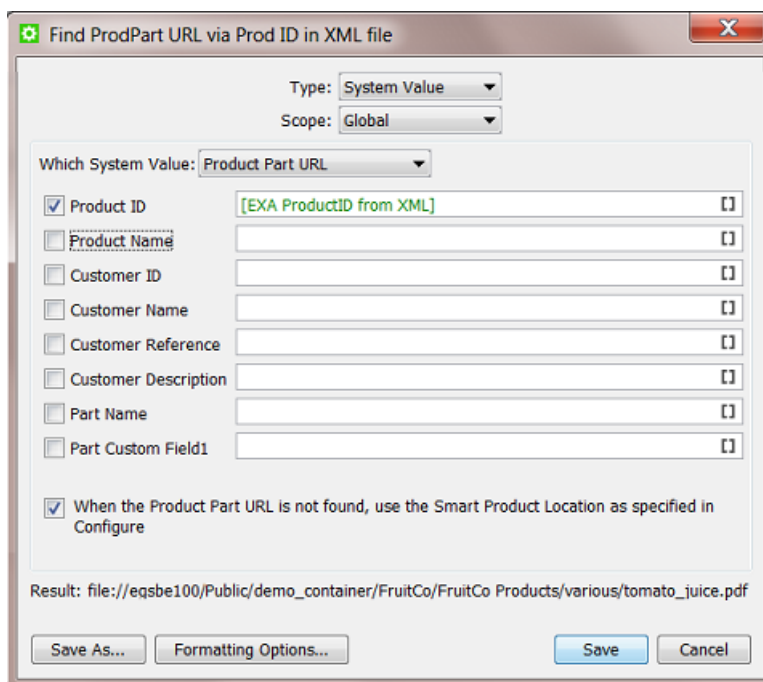 Find ProdPart URL via Prod ID in XML file
Type: System Value
Scope: Global
Which System Value: Product Part URL
Product ID [EXA ProductID from XML] []
Product Name []
Customer ID []
Customer Name []
Customer Reference []
Customer Description []
Part Name []
Part Custom Field1 []
When the Product Part URL is not found, use the Smart Product Location as specified in
Configure
Result: file://eqsbe100/Public/demo_container/FruitCo/FruitCo Products/various/tomato_juice.pdf
Save As... Formatting Options... Save Cancel